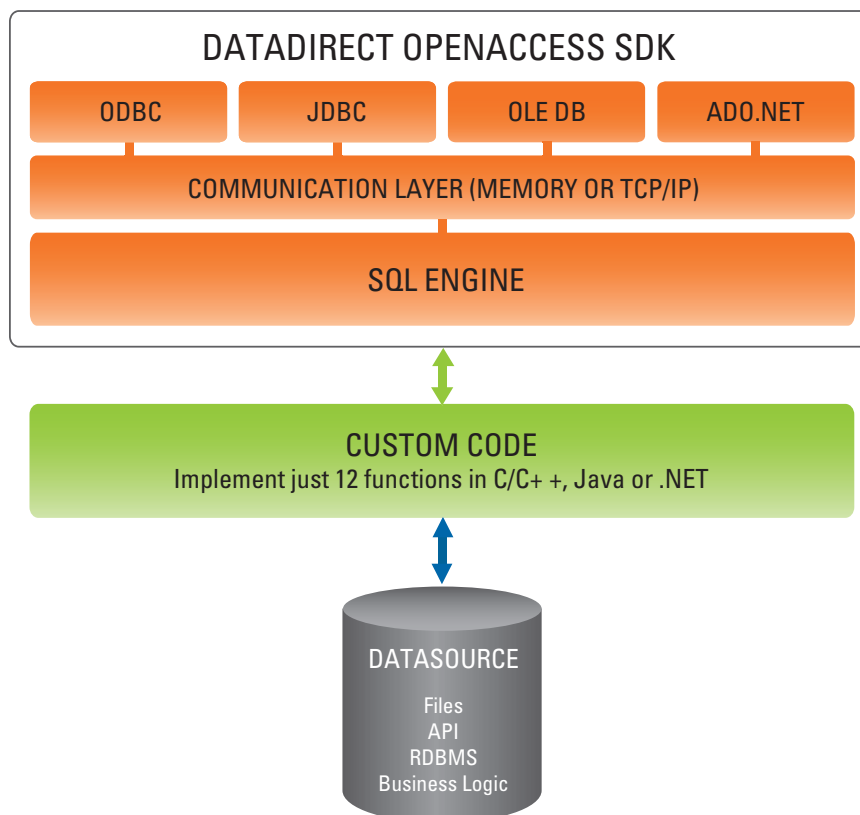 DATADIRECT OPENACCESS SDK
ODBC
JDBC
OLE DB
ADO.NET
COMMUNICATION LAYER (MEMORY OR TCP/IP)
SQL ENGINE
CUSTOM CODE
Implement just 12 functions in C/C+ +, Java or .NET
DATASOURCE
Files
API
RDBMS
Business Logic